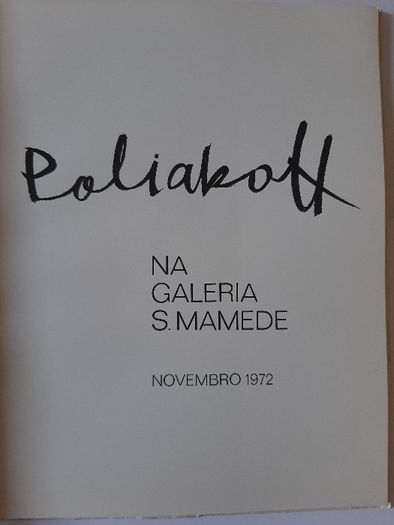 Poliakoff
NA
GALERIA
S. MAMEDE
NOVEMBRO 1972